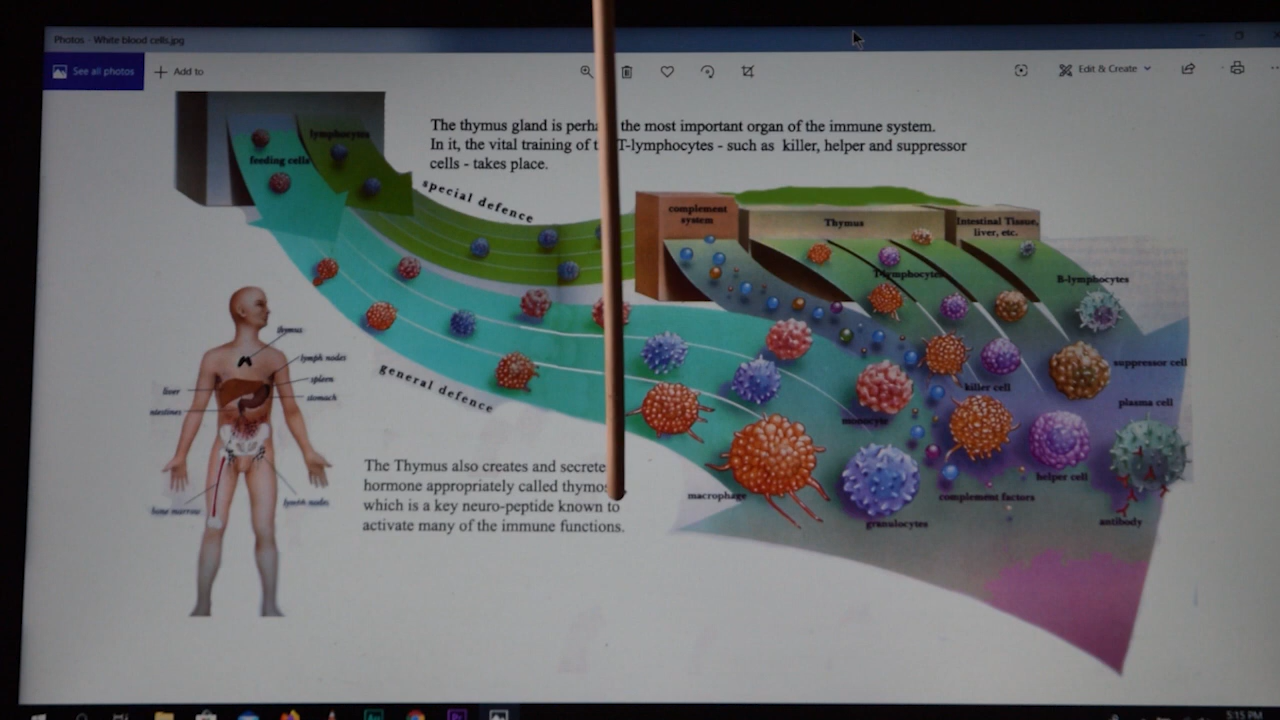 Photos - White blood cells.jpg
See all photos
Add to
Edit & Create
The thymus gland is the most important organ of the immune system.
In it, the vital training of T-lymphocytes - such as killer, helper and suppressor
cells - takes place.
lymphocytes
feeding cells
special defence
complement
system
Thymus
Intestinal Tissue,
liver, etc.
T-lymphocytes
B-lymphocytes
thymus
lymph nodes
spleen
liver
stomach
intestines
lymph nodes
bone marrow
general defence
suppressor cell
killer cell
plasma cell
monocyte
helper cell
macrophage
complement factors
granulocytes
antibody
The Thymus also creates and secrete
hormone appropriately called
which is a key neuro-peptide known to
activate many of the immune functions.
5:15 PM